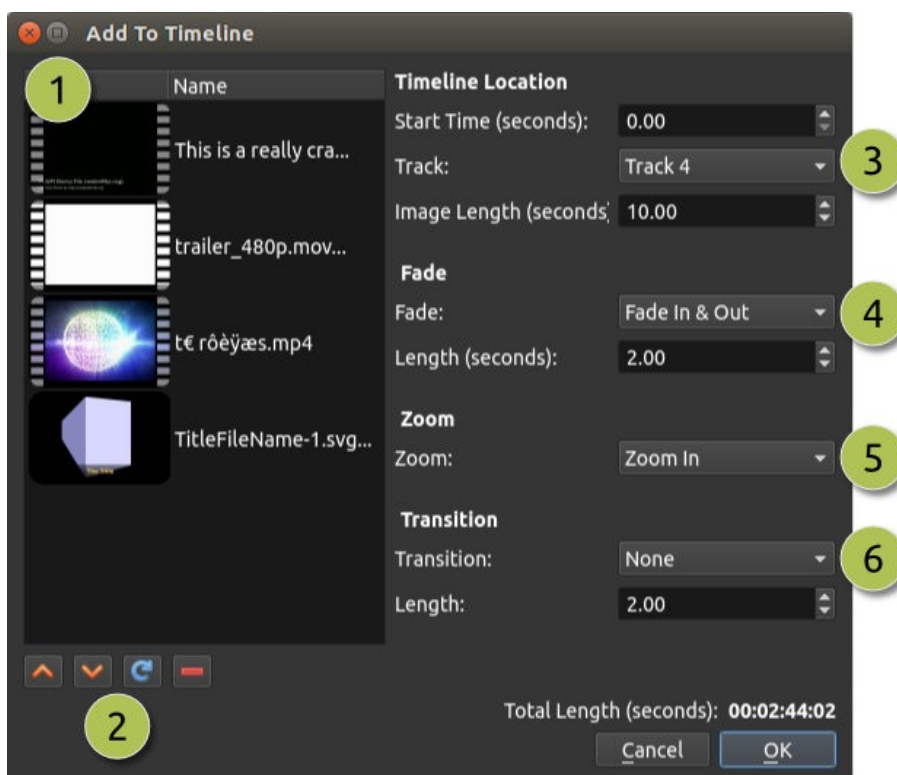 Add To Timeline
1
Name
This is a really cra...
trailer_480p.mov...
t€ rôèÿæs.mp4
TitleFileName-1.svg...
2
Timeline Location
Start Time (seconds): 0.00
Track: Track 4
3
Image Length (seconds) 10.00
Fade
Fade: Fade In & Out
4
Length (seconds): 2.00
Zoom
Zoom: Zoom In
5
Transition
Transition: None
6
Length: 2.00
Total Length (seconds): 00:02:44:02
Cancel OK